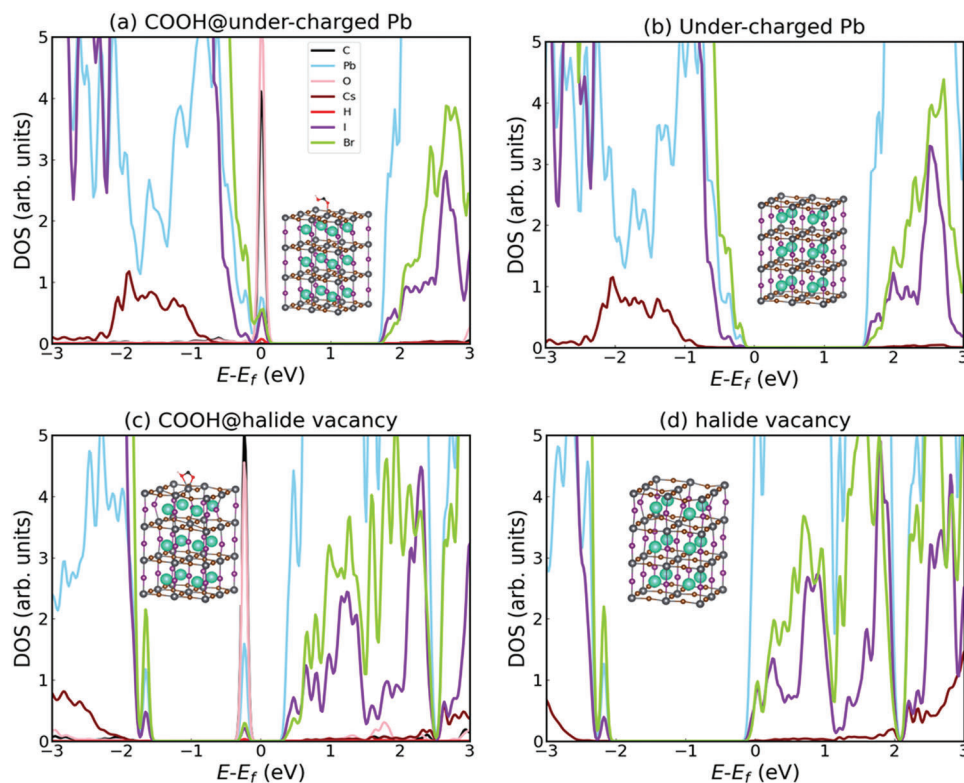 (a) COOH@under-charged Pb
5
4
3
2
1
0
DOS (arb. units)
−3 −2 −1 0 1 2 3
E-E_f (eV)
C
Pb
O
Cs
H
I
Br
(b) Under-charged Pb
5
4
3
2
1
0
DOS (arb. units)
−3 −2 −1 0 1 2 3
E-E_f (eV)
(c) COOH@halide vacancy
5
4
3
2
1
0
DOS (arb. units)
−3 −2 −1 0 1 2 3
E-E_f (eV)
(d) halide vacancy
5
4
3
2
1
0
DOS (arb. units)
−3 −2 −1 0 1 2 3
E-E_f (eV)